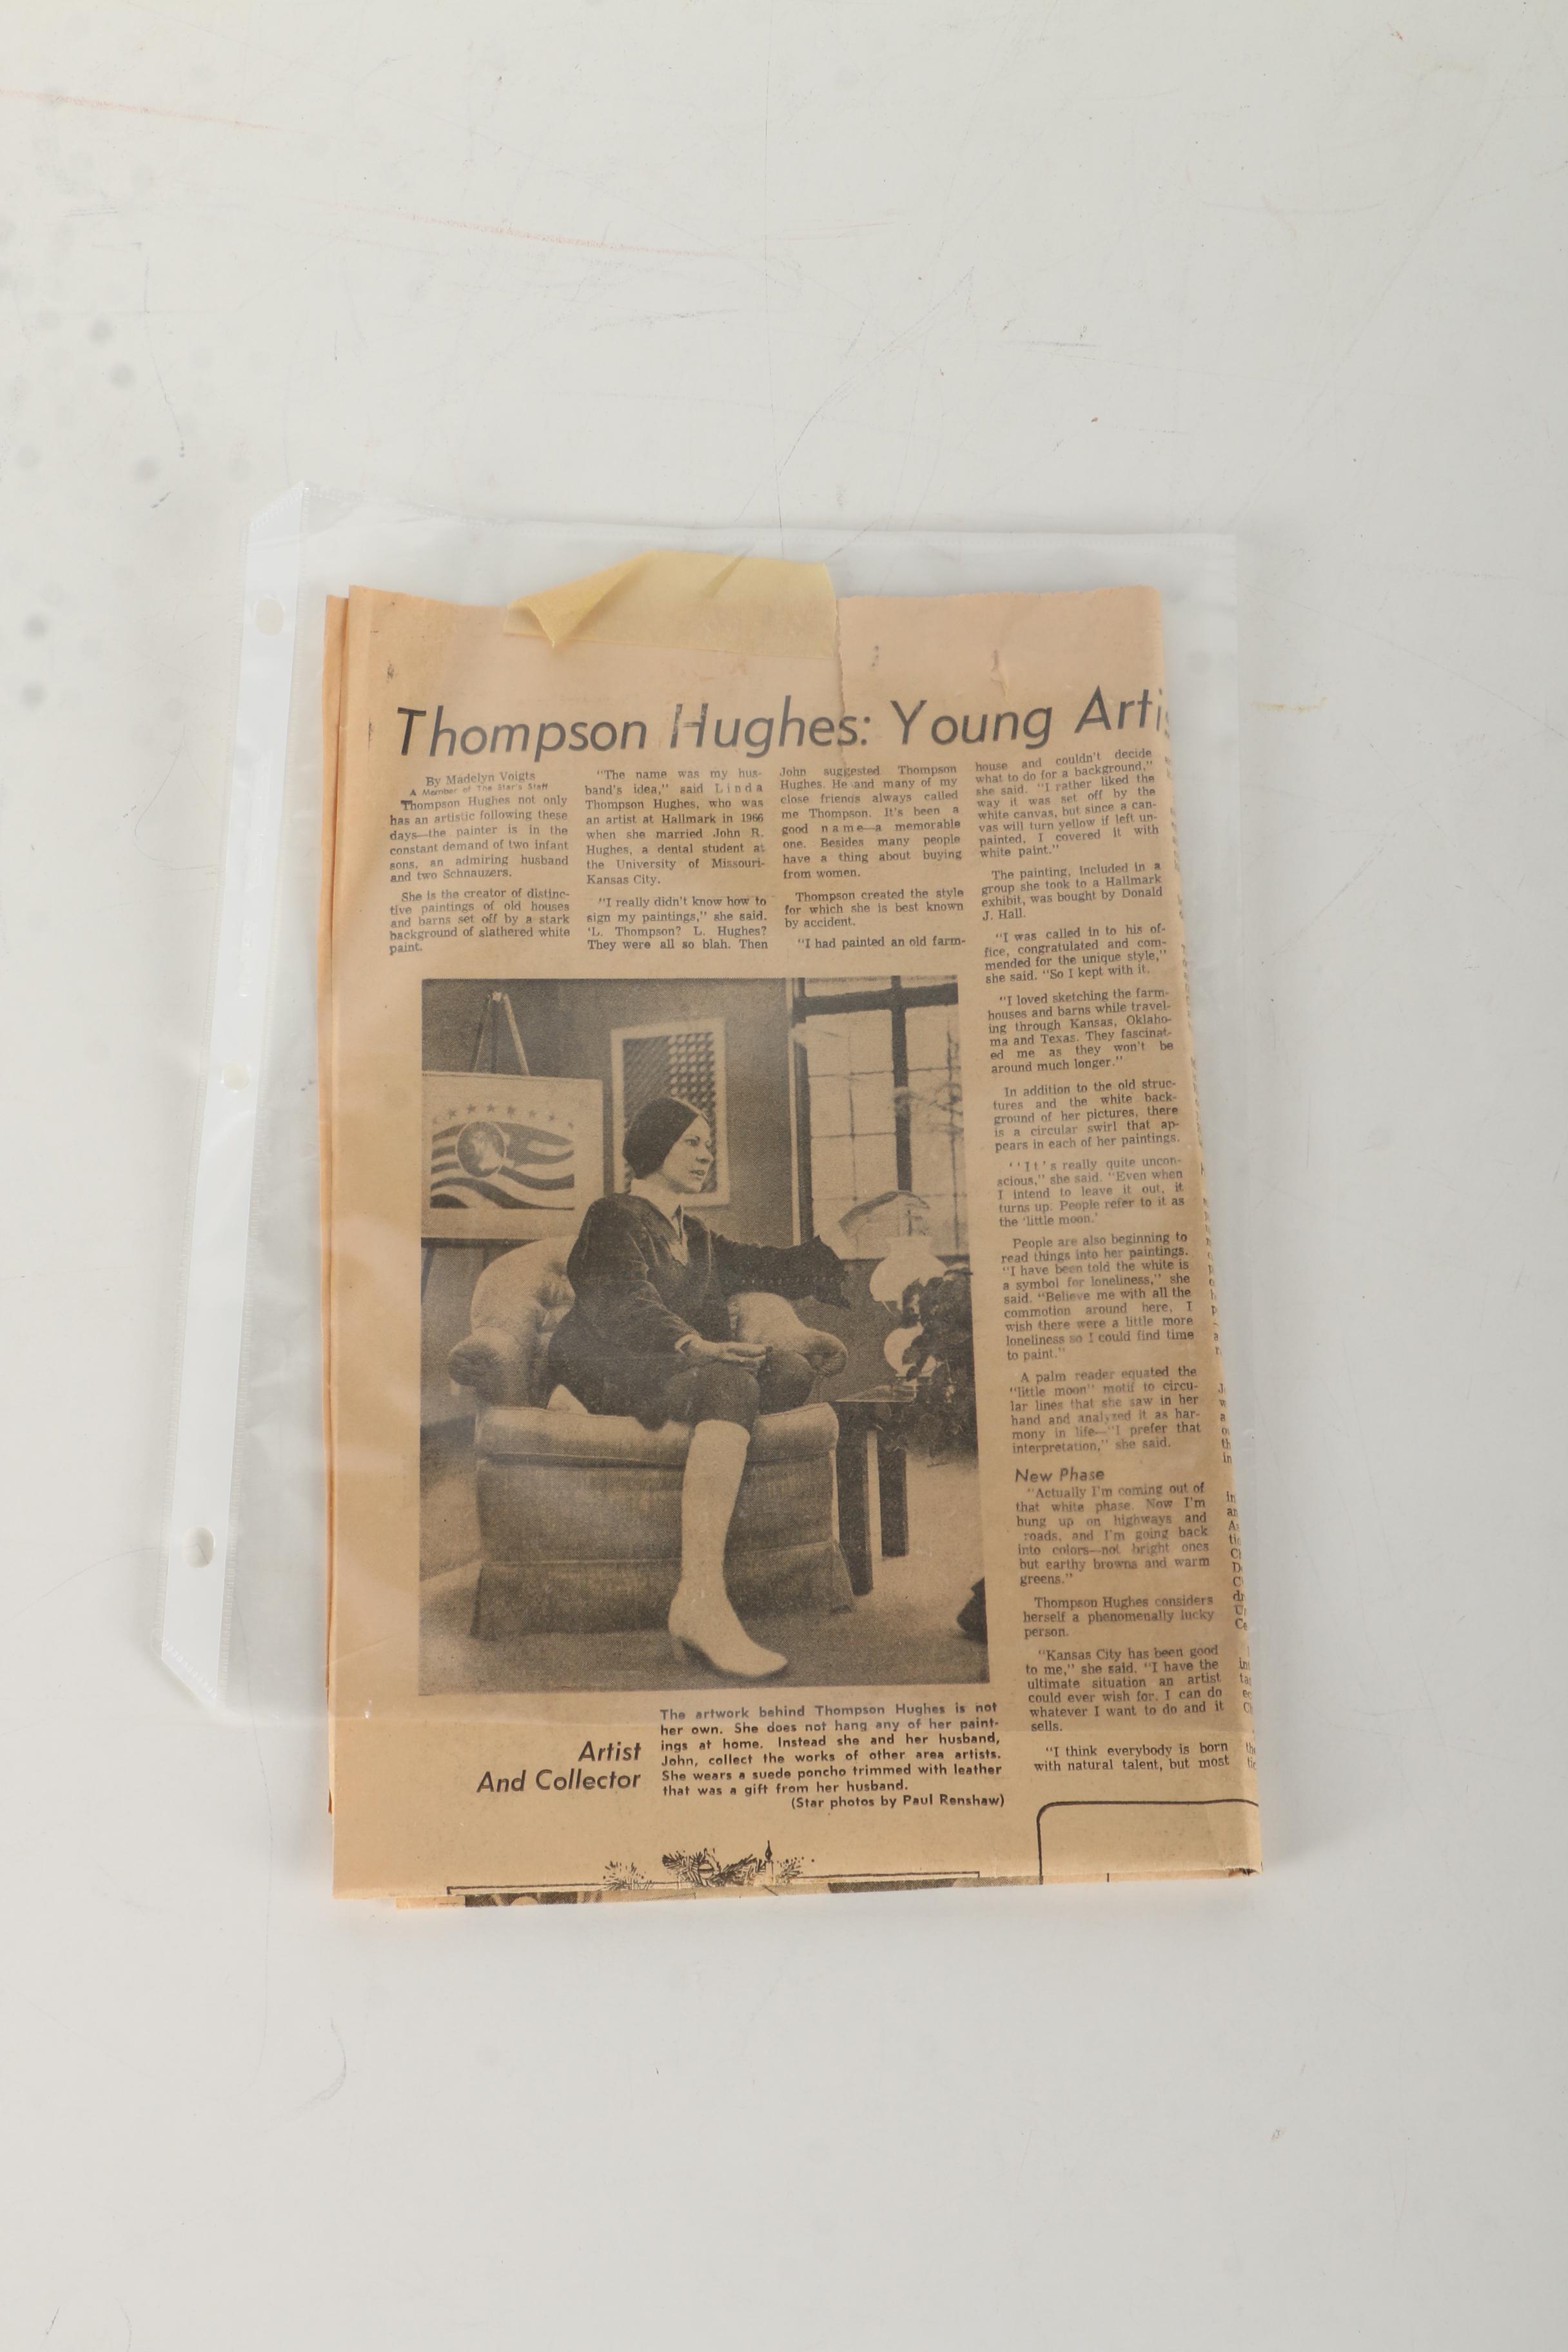 Thompson Hughes: Young Arti
By Madelyn Voigts
A Member of The Star's Staff
Thompson Hughes not only
has an artistic following these
days—the painter is in the
constant demand of two infant
sons, an admiring husband
and two Schnauzers.
She is the creator of distinc-
tive paintings of old houses
and barns set off by a stark
background of slathered white
paint.
"The name was my hus-
band's idea," said Linda
Thompson Hughes, who was
an artist at Hallmark in 1966
when she married John R.
Hughes, a dental student at
the University of Missouri-
Kansas City.
"I really didn't know how to
sign my paintings," she said.
'L. Thompson? L. Hughes?
They were all so blah. Then
John suggested Thompson
Hughes. He and many of my
close friends always called
me Thompson. It's been a
good name—a memorable
one. Besides many people
have a thing about buying
from women.
Thompson created the style
for which she is best known
by accident.
"I had painted an old farm-
house and couldn't decide
what to do for a background,"
she said. "I rather liked the
way it was set off by the
white canvas, but since a can-
vas will turn yellow if left un-
painted, I covered it with
white paint."
The painting, included in a
group she took to a Hallmark
exhibit, was bought by Donald
J. Hall.
"I was called in to his of-
fice, congratulated and com-
mended for the unique style,"
she said. "So I kept with it.
"I loved sketching the farm-
houses and barns while travel-
ing through Kansas, Oklaho-
ma and Texas. They fascinat-
ed me as they won't be
around much longer."
In addition to the old struc-
tures and the white back-
ground of her pictures, there
is a circular swirl that ap-
pears in each of her paintings.
"It's really quite uncon-
scious," she said. "Even when
I intend to leave it out, it
turns up. People refer to it as
the 'little moon.'
People are also beginning to
read things into her paintings.
"I have been told the white is
a symbol for loneliness," she
said. "Believe me with all the
commotion around here, I
wish there were a little more
loneliness so I could find time
to paint."
A palm reader equated the
"little moon" motif to circu-
lar lines that she saw in her
hand and analyzed it as har-
mony in life—"I prefer that
interpretation," she said.
New Phase
"Actually I'm coming out of
that white phase. Now I'm
hung up on highways and
roads, and I'm going back
into colors—not bright ones
but earthy browns and warm
greens."
Thompson Hughes considers
herself a phenomenally lucky
person.
"Kansas City has been good
to me," she said. "I have the
ultimate situation an artist
could ever wish for. I can do
whatever I want to do and it
sells.
"I think everybody is born
with natural talent, but most
Artist
And Collector
The artwork behind Thompson Hughes is not
her own. She does not hang any of her paint-
ings at home. Instead she and her husband,
John, collect the works of other area artists.
She wears a suede poncho trimmed with leather
that was a gift from her husband.
(Star photos by Paul Renshaw)